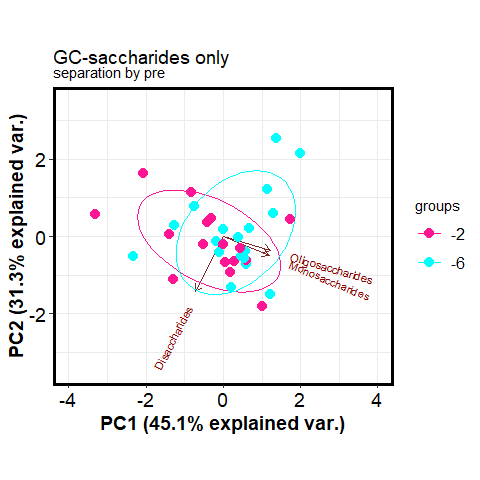 GC-saccharides only
separation by pre
PC2 (31.3% explained var.)
2
0
-2
-4
-2
0
2
4
PC1 (45.1% explained var.)
Disaccharides
Oligosaccharides
Monosaccharides
groups
-2
-6